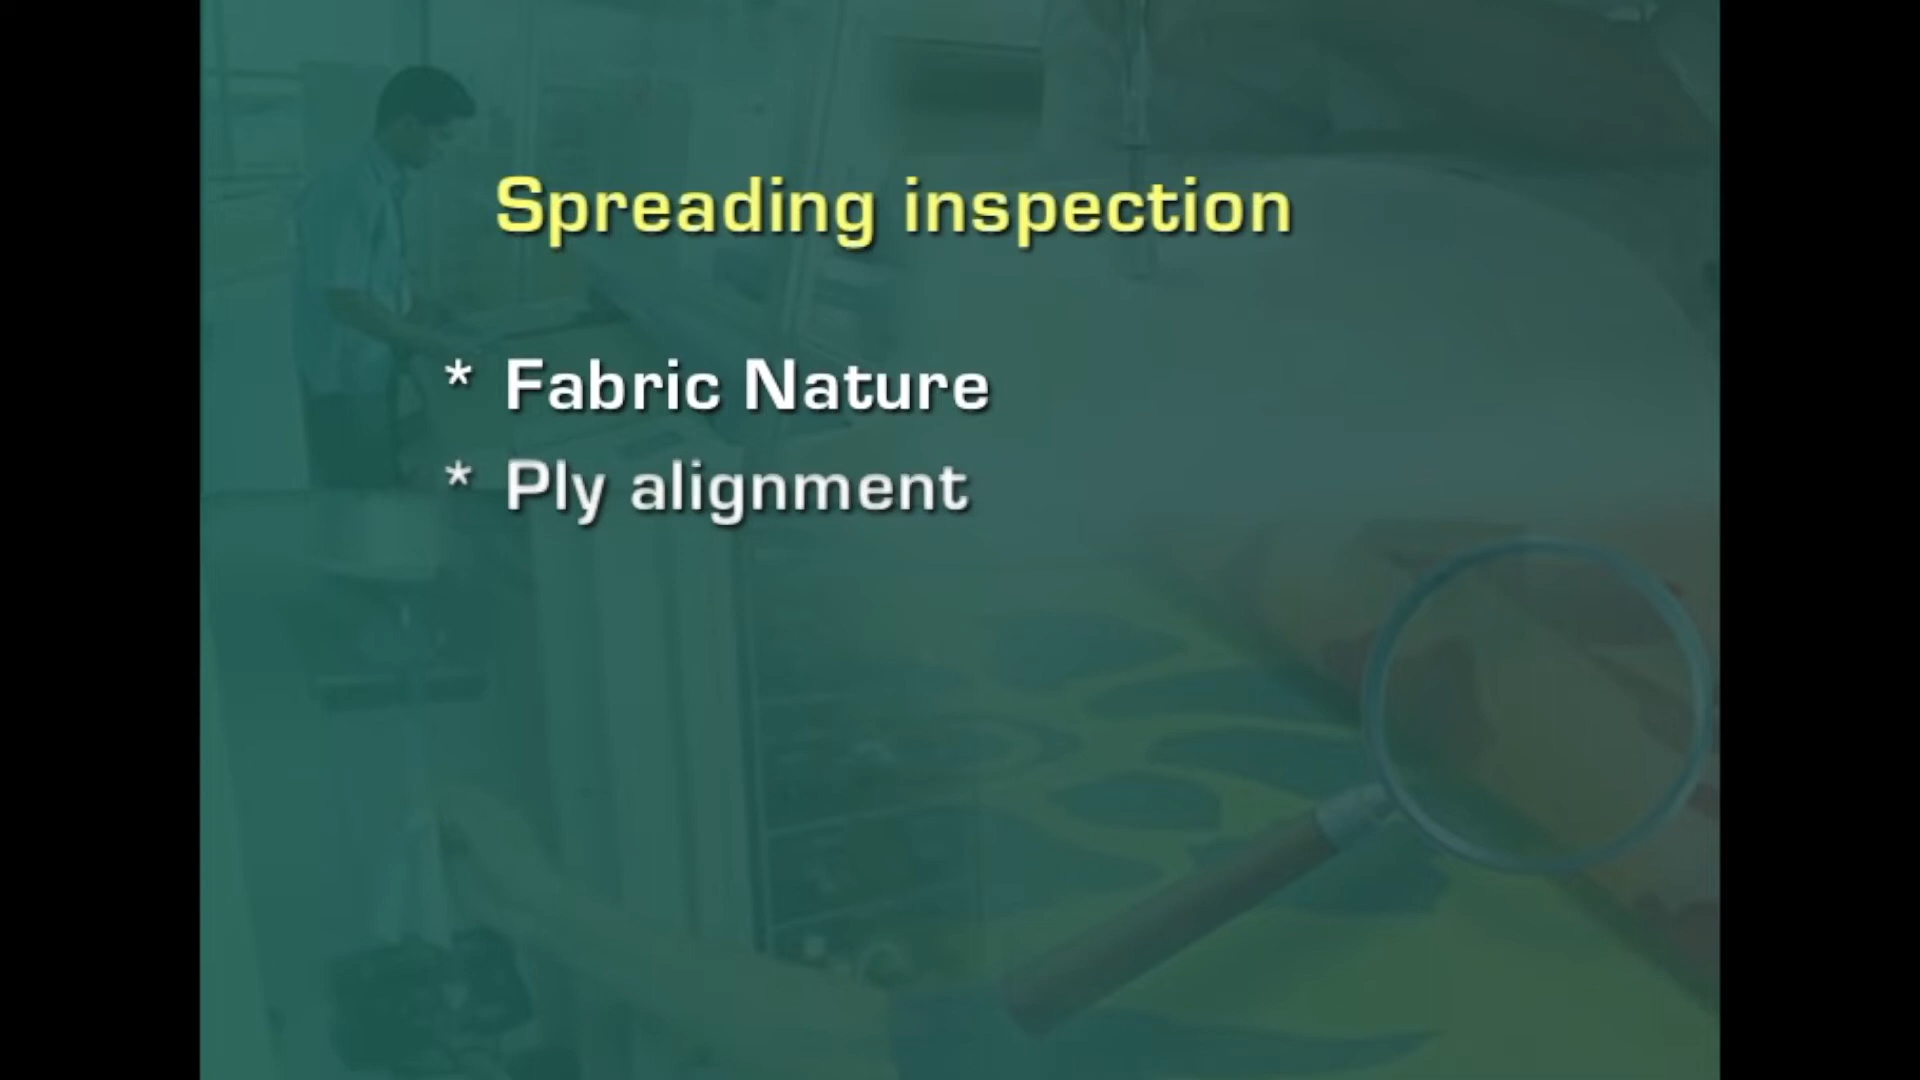 Spreading inspection
* Fabric Nature
* Ply alignment